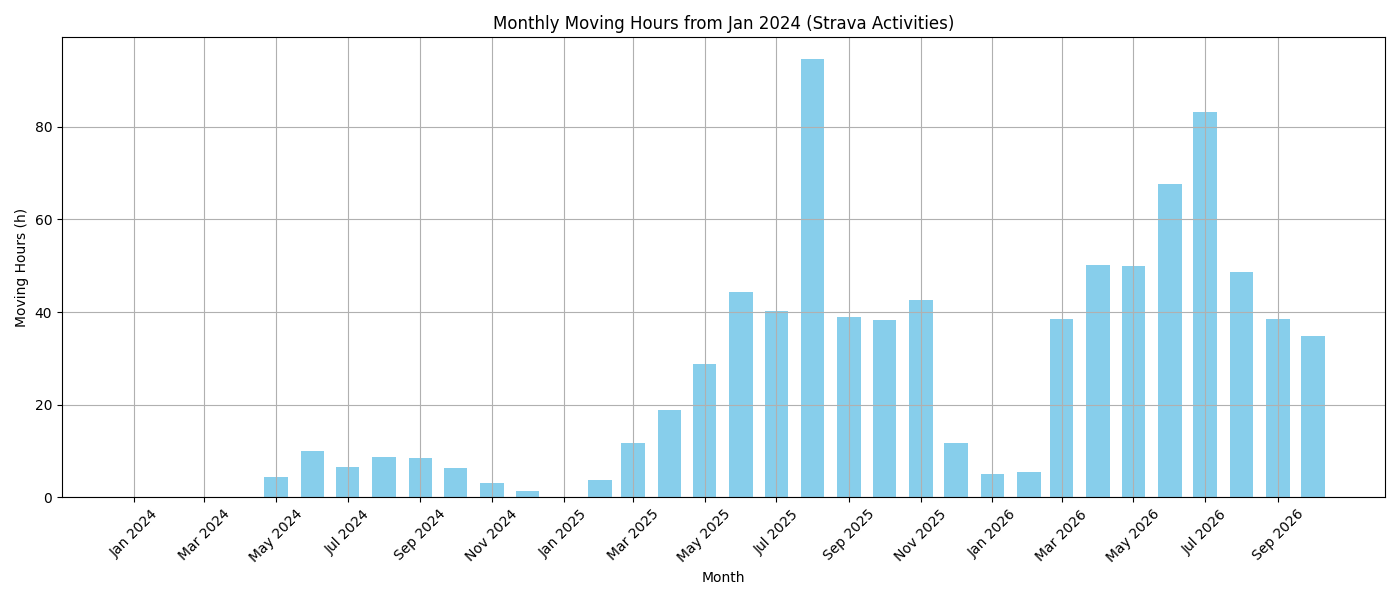 Monthly Moving Hours from Jan 2024 (Strava Activities)
Moving Hours (h)
80
60
40
20
0
Jan 2024
Mar 2024
May 2024
Jul 2024
Sep 2024
Nov 2024
Jan 2025
Mar 2025
May 2025
Jul 2025
Sep 2025
Nov 2025
Jan 2026
Mar 2026
May 2026
Jul 2026
Sep 2026
Month